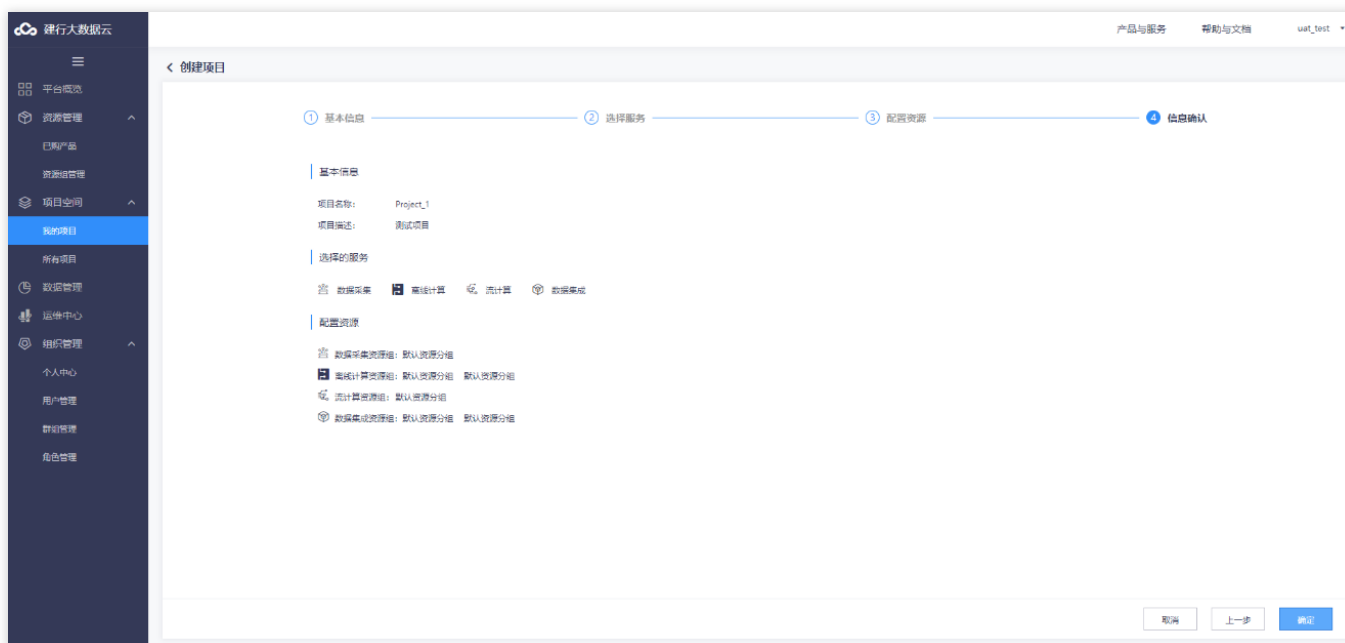 建行大数据云
产品与服务 帮助与文档 uat_test
创建项目
平台概览
资源管理
已购产品
资源组管理
项目空间
我的项目
所有项目
数据管理
运维中心
组织管理
个人中心
用户管理
群组管理
角色管理
1 基本信息 2 选择服务 3 配置资源 4 信息确认
基本信息
项目名称: Project_1
项目描述: 测试项目
选择的服务
数据采集 离线计算 流计算 数据集成
配置资源
数据采集资源组: 默认资源分组
离线计算资源组: 默认资源分组 默认资源分组
流计算资源组: 默认资源分组
数据集成资源组: 默认资源分组 默认资源分组
取消 上一步 确定